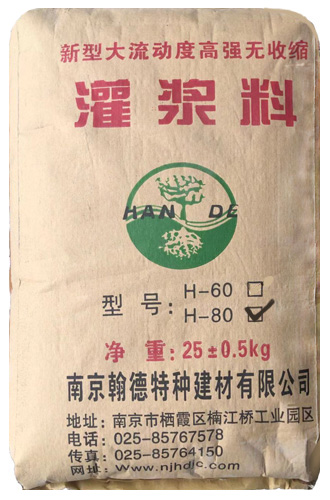 新型大流动度高强无收缩
灌浆料
HAN DE
型号: H-60 □
H-80 ☑
净 重: 25±0.5kg
南京翰德特种建材有限公司
地址: 南京市栖霞区楠江桥工业园区
电话: 025-85767578
传真: 025-85764150
网址: Www.njhdjc.com